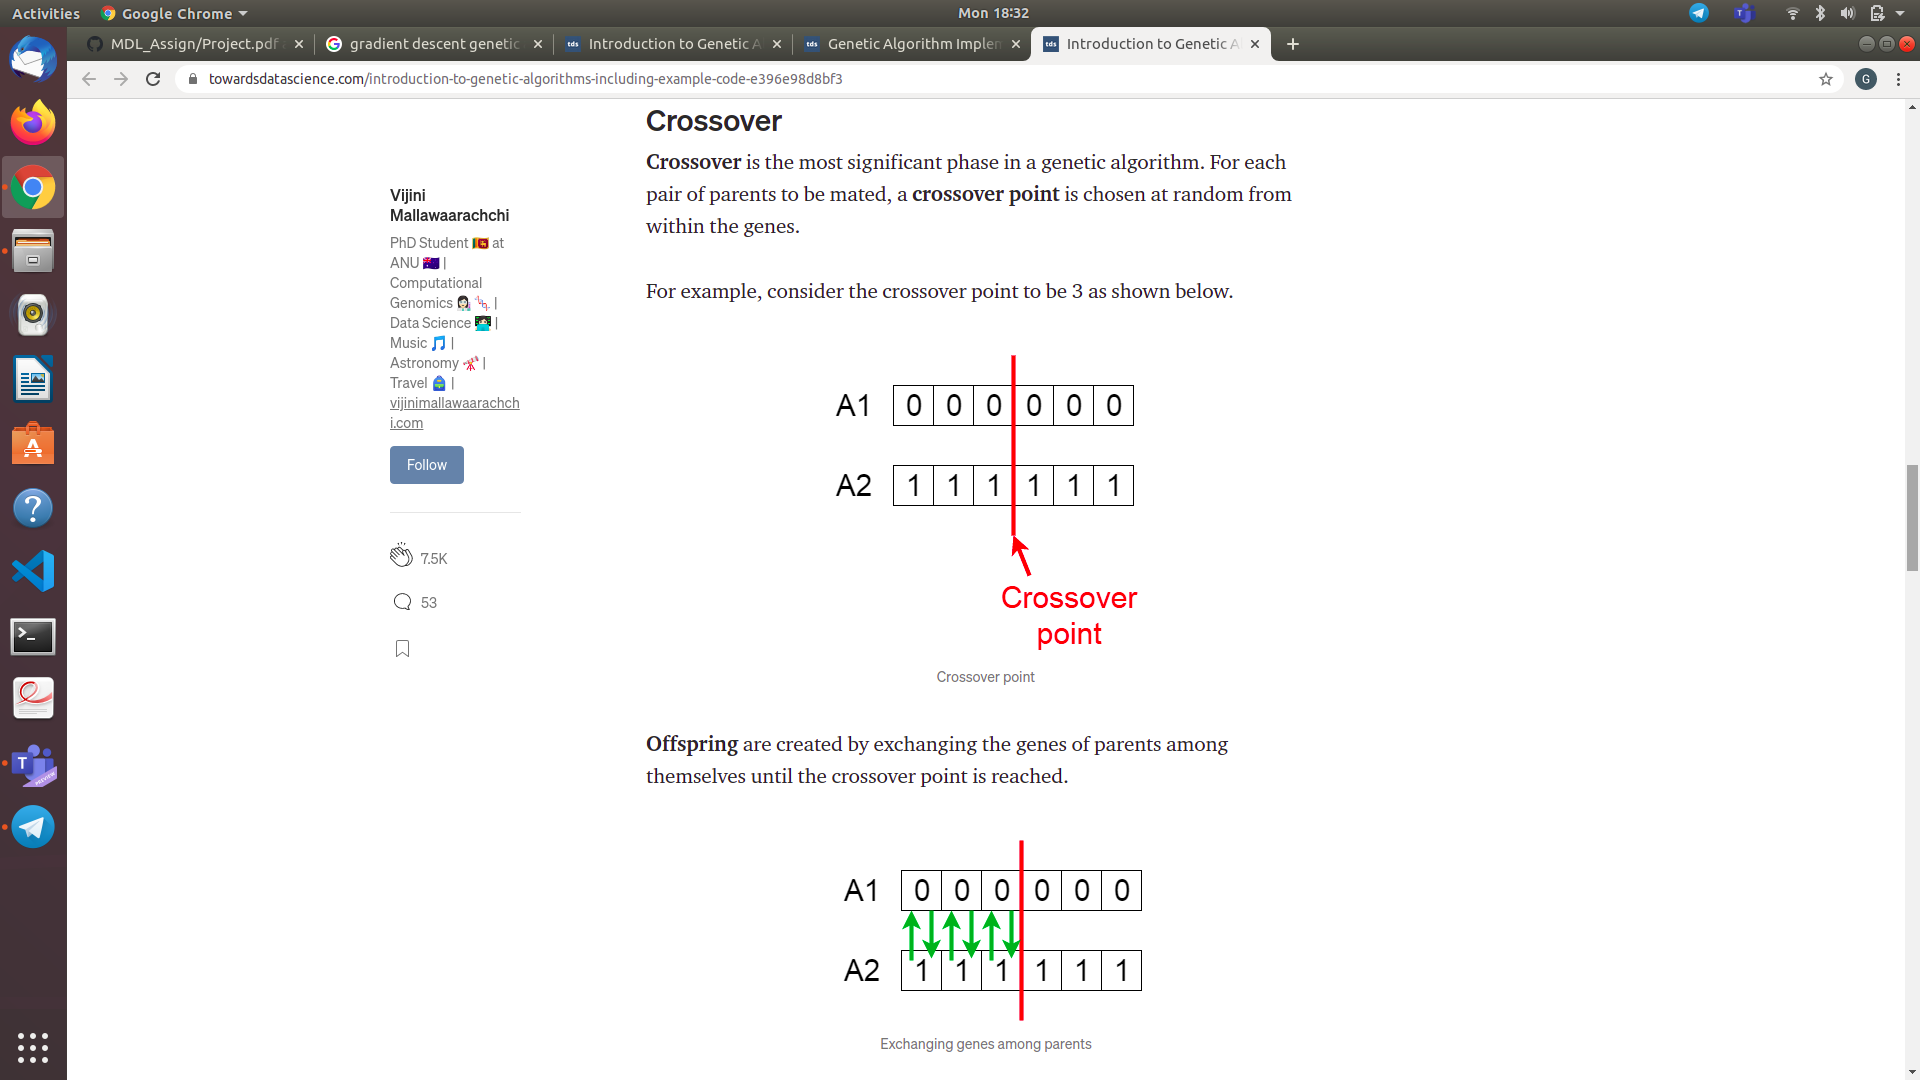 Activities
Google Chrome
Mon 18:32
MDL_Assign/Project.pdf
gradient descent genetic
Introduction to Genetic A
Genetic Algorithm Implem
Introduction to Genetic A
towardsdatascience.com/introduction-to-genetic-algorithms-including-example-code-e396e98d8bf3
G
Crossover
Crossover is the most significant phase in a genetic algorithm. For each
pair of parents to be mated, a crossover point is chosen at random from
within the genes.
For example, consider the crossover point to be 3 as shown below.
Vijini
Mallawaarachchi
PhD Student 🇱🇰 at
ANU 🇦🇺 |
Computational
Genomics 👩🏻‍🔬 🧬 |
Data Science 👩🏻‍💻 |
Music 🎵 |
Astronomy 🔭 |
Travel 🎒 |
vijinimallawaarachch
i.com
Follow
7.5K
53
A1 0 0 0 0 0 0
A2 1 1 1 1 1 1
Crossover
point
Crossover point
Offspring are created by exchanging the genes of parents among
themselves until the crossover point is reached.
A1 0 0 0 0 0 0
A2 1 1 1 1 1 1
Exchanging genes among parents